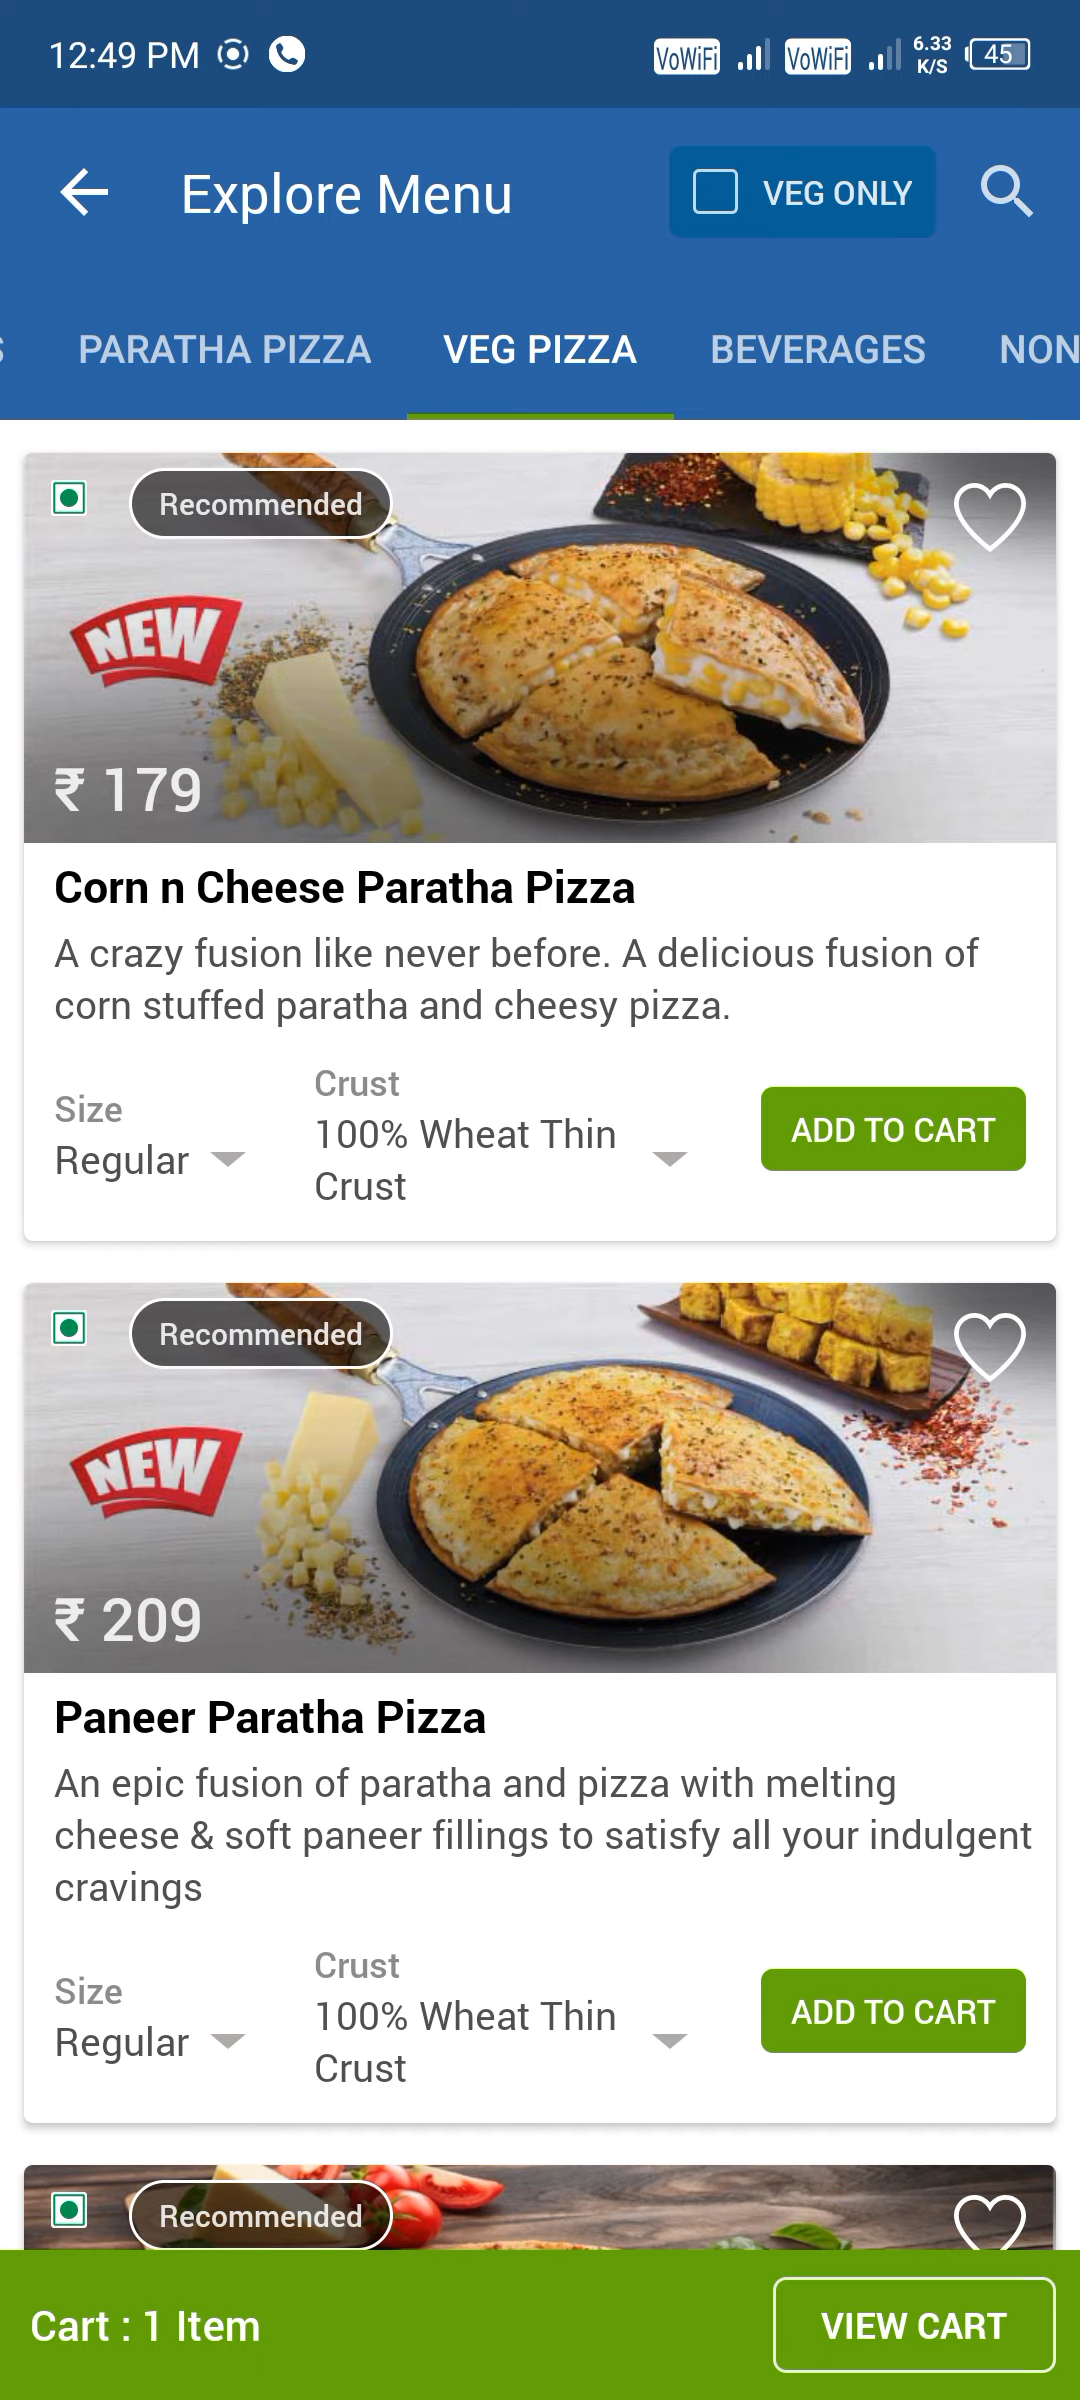 12:49 PM VoWiFi VoWiFi 6.33 K/S 45
Explore Menu VEG ONLY
S PARATHA PIZZA VEG PIZZA BEVERAGES NON
Recommended
NEW
₹ 179
Corn n Cheese Paratha Pizza
A crazy fusion like never before. A delicious fusion of
corn stuffed paratha and cheesy pizza.
Size
Regular
Crust
100% Wheat Thin
Crust
ADD TO CART
Recommended
NEW
₹ 209
Paneer Paratha Pizza
An epic fusion of paratha and pizza with melting
cheese & soft paneer fillings to satisfy all your indulgent
cravings
Size
Regular
Crust
100% Wheat Thin
Crust
ADD TO CART
Recommended
Cart : 1 Item VIEW CART